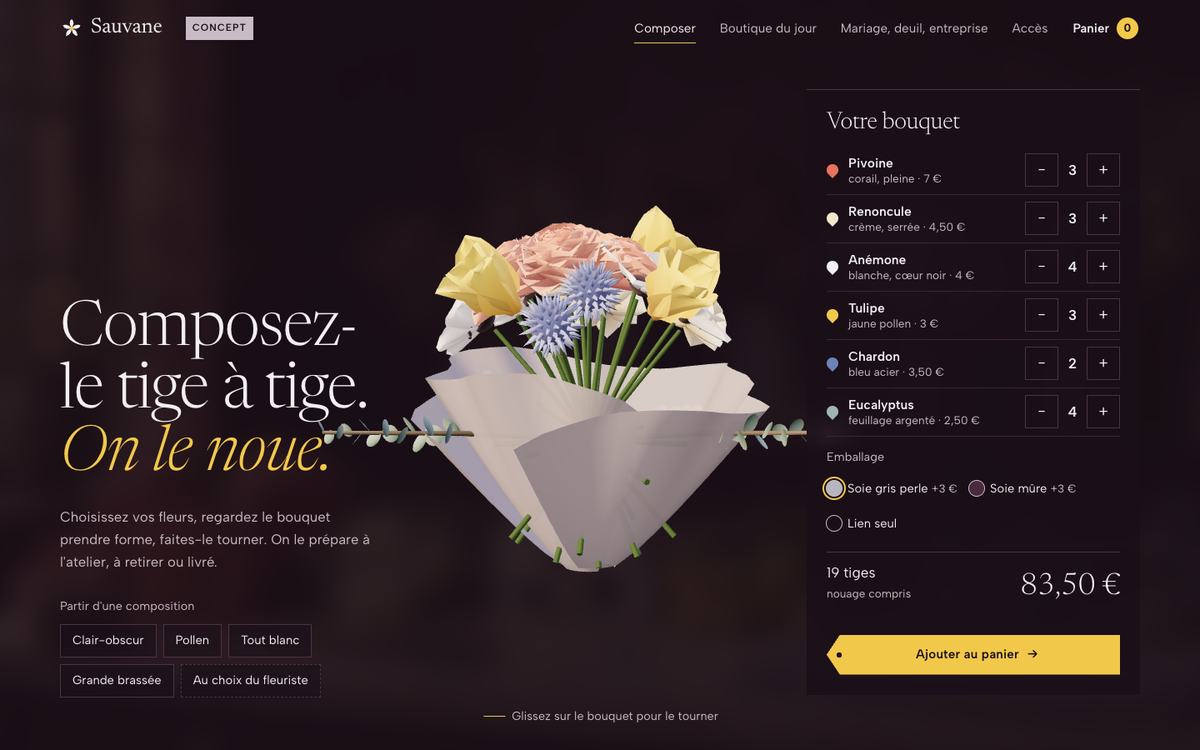 Sauvane
CONCEPT
Composer
Boutique du jour
Mariage, deuil, entreprise
Accès
Panier 0
Composez-
le tige à tige.
On le noue.
Choisissez vos fleurs, regardez le bouquet
prendre forme, faites-le tourner. On le prépare à
l'atelier, à retirer ou livré.
Partir d'une composition
Clair-obscur
Pollen
Tout blanc
Grande brassée
Au choix du fleuriste
Glissez sur le bouquet pour le tourner
Votre bouquet
Pivoine
corail, pleine · 7 €
− 3 +
Renoncule
crème, serrée · 4,50 €
− 3 +
Anémone
blanche, cœur noir · 4 €
− 4 +
Tulipe
jaune pollen · 3 €
− 3 +
Chardon
bleu acier · 3,50 €
− 2 +
Eucalyptus
feuillage argenté · 2,50 €
− 4 +
Emballage
Soie gris perle +3 €
Soie mûre +3 €
Lien seul
19 tiges
nouage compris
83,50 €
Ajouter au panier →